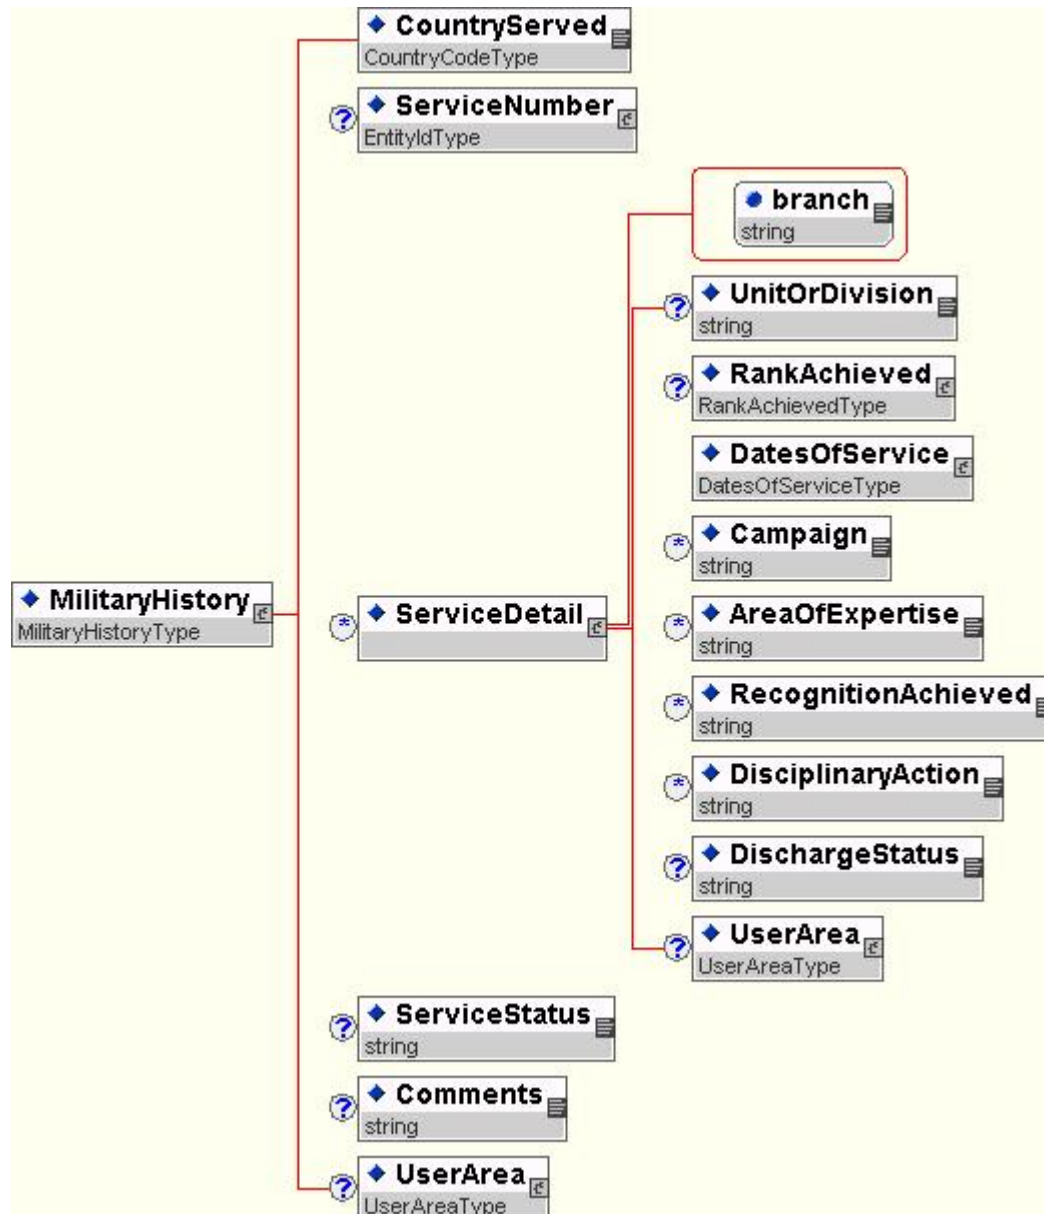 CountryServed
CountryCodeType
? ServiceNumber
EntityIdType
branch
string
? UnitOrDivision
string
? RankAchieved
RankAchievedType
DatesOfService
DatesOfServiceType
* Campaign
string
MilitaryHistory
MilitaryHistoryType
* ServiceDetail
* AreaOfExpertise
string
* RecognitionAchieved
string
* DisciplinaryAction
string
? DischargeStatus
string
? UserArea
UserAreaType
? ServiceStatus
string
? Comments
string
? UserArea
UserAreaType